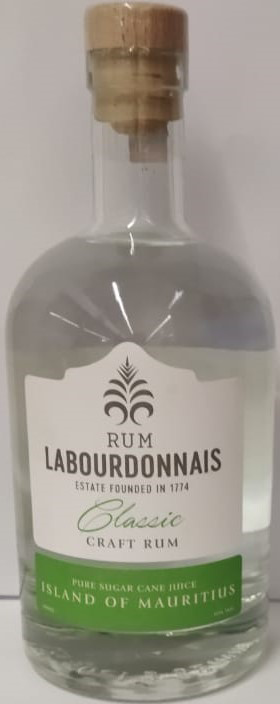 RUM
LABOURDONNAIS
ESTATE FOUNDED IN 1774
Classic
CRAFT RUM
PURE SUGAR CANE JUICE
ISLAND OF MAURITIUS